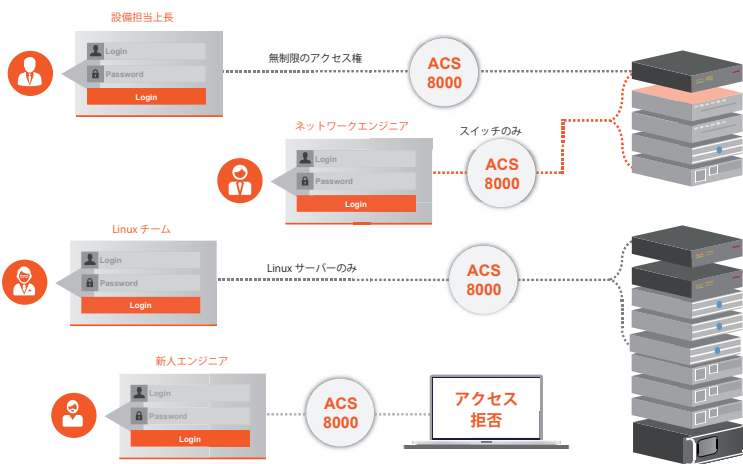 設備担当上長
Login
Password
Login
無制限のアクセス権
ACS
8000
ネットワークエンジニア
Login
Password
Login
スイッチのみ
ACS
8000
Linux チーム
Login
Password
Login
Linux サーバーのみ
ACS
8000
新人エンジニア
Login
Password
Login
ACS
8000
アクセス
拒否